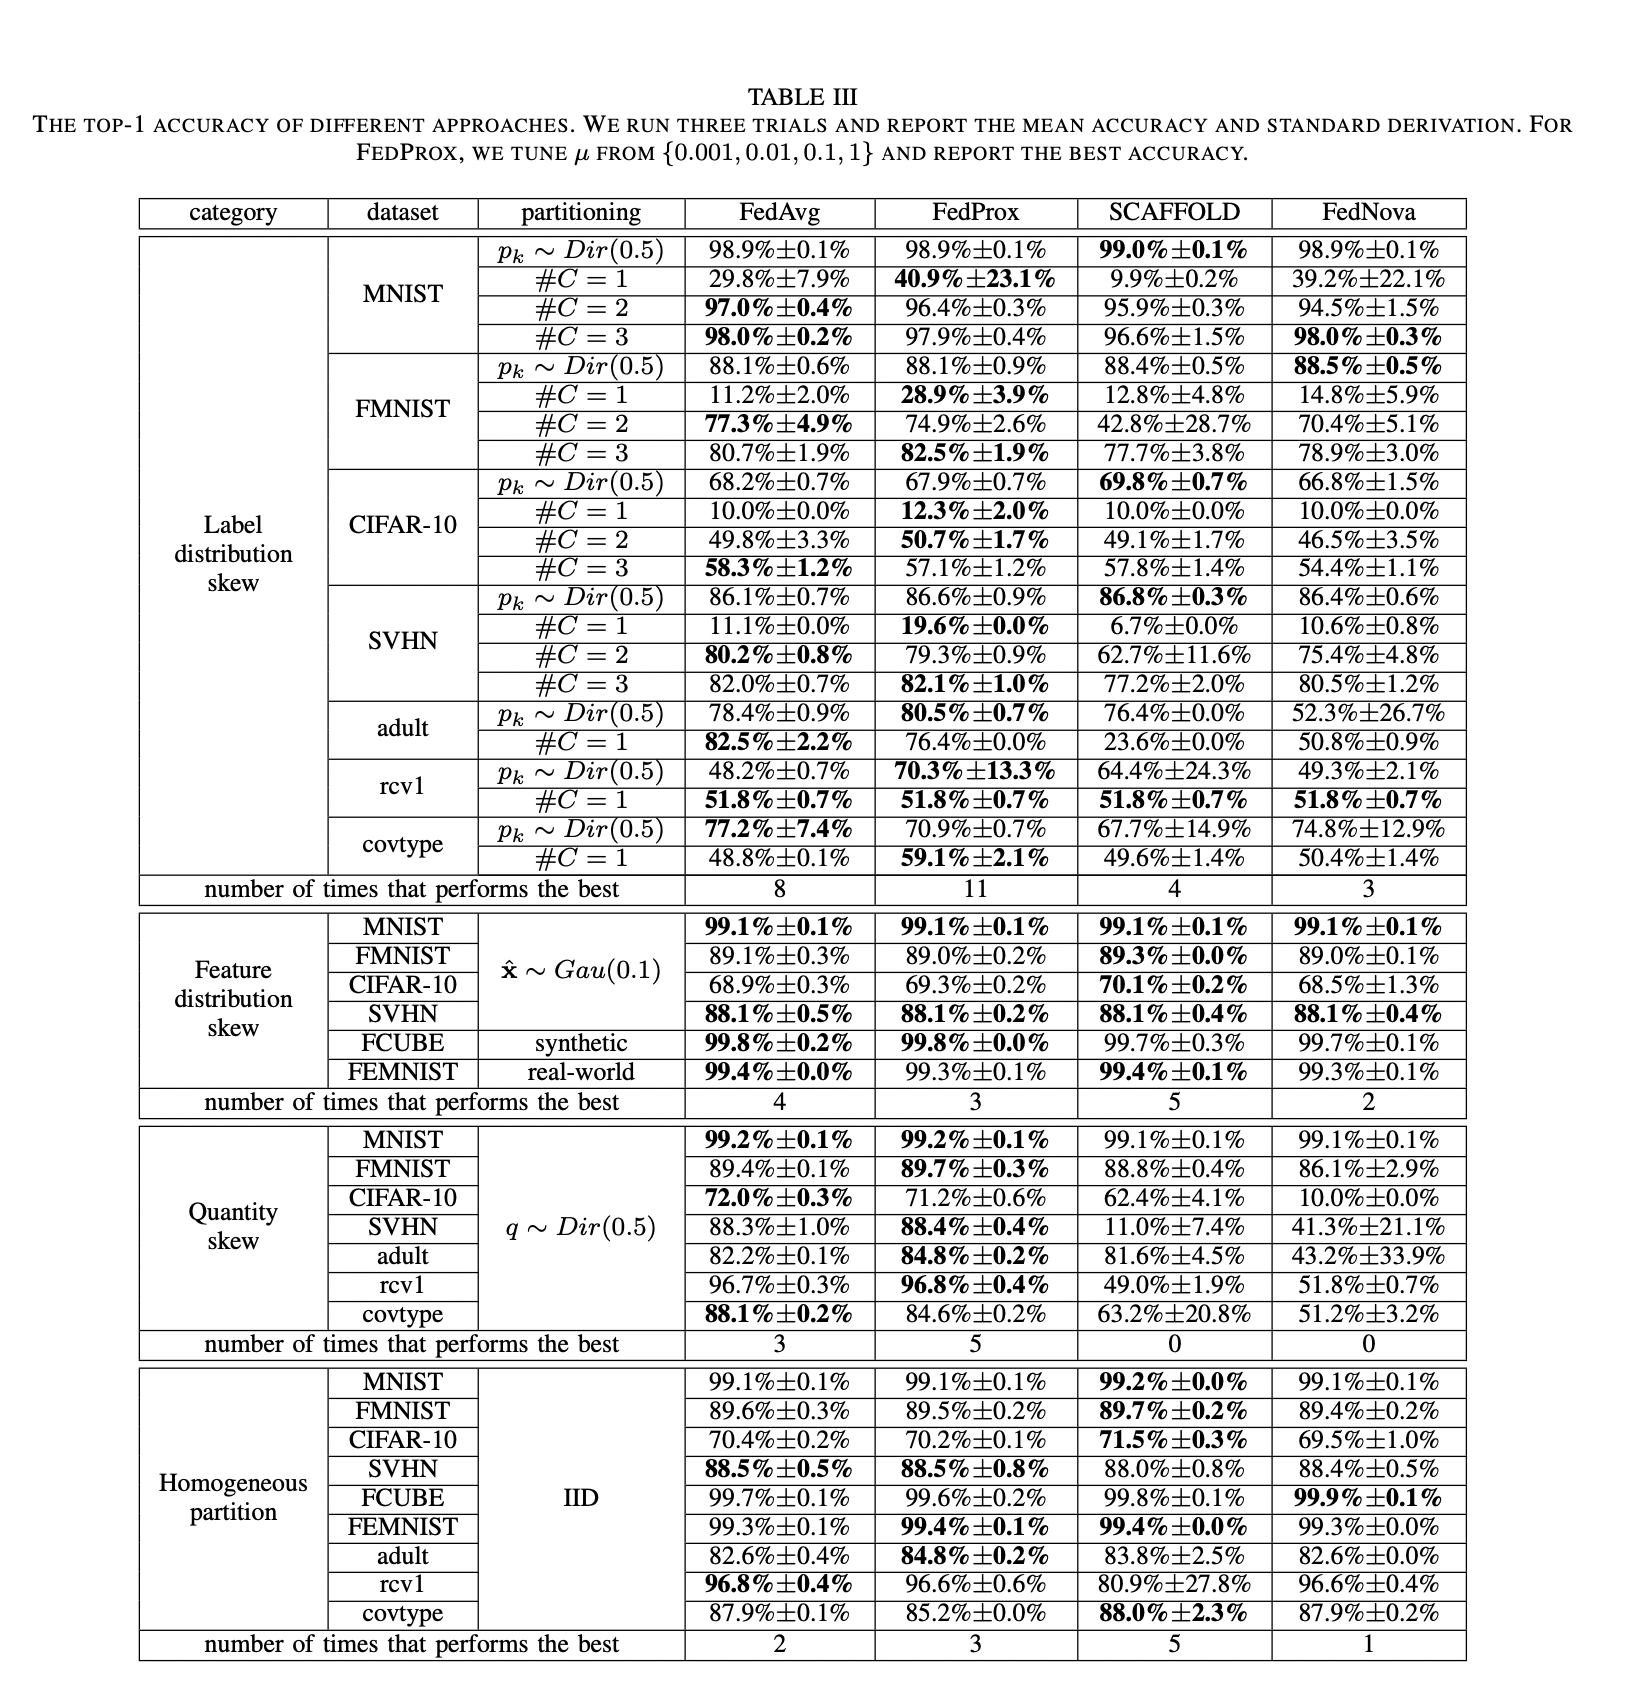 TABLE III
THE TOP-1 ACCURACY OF DIFFERENT APPROACHES. WE RUN THREE TRIALS AND REPORT THE MEAN ACCURACY AND STANDARD DERIVATION. FOR
FEDPROX, WE TUNE μ FROM {0.001, 0.01, 0.1, 1} AND REPORT THE BEST ACCURACY.
category dataset partitioning FedAvg FedProx SCAFFOLD FedNova
Label distribution skew MNIST p_k ∼ Dir(0.5) 98.9%±0.1% 98.9%±0.1% 99.0%±0.1% 98.9%±0.1%
#C = 1 29.8%±7.9% 40.9%±23.1% 9.9%±0.2% 39.2%±22.1%
#C = 2 97.0%±0.4% 96.4%±0.3% 95.9%±0.3% 94.5%±1.5%
#C = 3 98.0%±0.2% 97.9%±0.4% 96.6%±1.5% 98.0%±0.3%
FMNIST p_k ∼ Dir(0.5) 88.1%±0.6% 88.1%±0.9% 88.4%±0.5% 88.5%±0.5%
#C = 1 11.2%±2.0% 28.9%±3.9% 12.8%±4.8% 14.8%±5.9%
#C = 2 77.3%±4.9% 74.9%±2.6% 42.8%±28.7% 70.4%±5.1%
#C = 3 80.7%±1.9% 82.5%±1.9% 77.7%±3.8% 78.9%±3.0%
CIFAR-10 p_k ∼ Dir(0.5) 68.2%±0.7% 67.9%±0.7% 69.8%±0.7% 66.8%±1.5%
#C = 1 10.0%±0.0% 12.3%±2.0% 10.0%±0.0% 10.0%±0.0%
#C = 2 49.8%±3.3% 50.7%±1.7% 49.1%±1.7% 46.5%±3.5%
#C = 3 58.3%±1.2% 57.1%±1.2% 57.8%±1.4% 54.4%±1.1%
SVHN p_k ∼ Dir(0.5) 86.1%±0.7% 86.6%±0.9% 86.8%±0.3% 86.4%±0.6%
#C = 1 11.1%±0.0% 19.6%±0.0% 6.7%±0.0% 10.6%±0.8%
#C = 2 80.2%±0.8% 79.3%±0.9% 62.7%±11.6% 75.4%±4.8%
#C = 3 82.0%±0.7% 82.1%±1.0% 77.2%±2.0% 80.5%±1.2%
adult p_k ∼ Dir(0.5) 78.4%±0.9% 80.5%±0.7% 76.4%±0.0% 52.3%±26.7%
#C = 1 82.5%±2.2% 76.4%±0.0% 23.6%±0.0% 50.8%±0.9%
rcv1 p_k ∼ Dir(0.5) 48.2%±0.7% 70.3%±13.3% 64.4%±24.3% 49.3%±2.1%
#C = 1 51.8%±0.7% 51.8%±0.7% 51.8%±0.7% 51.8%±0.7%
covtype p_k ∼ Dir(0.5) 77.2%±7.4% 70.9%±0.7% 67.7%±14.9% 74.8%±12.9%
#C = 1 48.8%±0.1% 59.1%±2.1% 49.6%±1.4% 50.4%±1.4%
number of times that performs the best 8 11 4 3
Feature distribution skew MNIST x̂ ∼ Gau(0.1) 99.1%±0.1% 99.1%±0.1% 99.1%±0.1% 99.1%±0.1%
FMNIST 89.1%±0.3% 89.0%±0.2% 89.3%±0.0% 89.0%±0.1%
CIFAR-10 68.9%±0.3% 69.3%±0.2% 70.1%±0.2% 68.5%±1.3%
SVHN 88.1%±0.5% 88.1%±0.2% 88.1%±0.4% 88.1%±0.4%
FCUBE synthetic 99.8%±0.2% 99.8%±0.0% 99.7%±0.3% 99.7%±0.1%
FEMNIST real-world 99.4%±0.0% 99.3%±0.1% 99.4%±0.1% 99.3%±0.1%
number of times that performs the best 4 3 5 2
Quantity skew MNIST q ∼ Dir(0.5) 99.2%±0.1% 99.2%±0.1% 99.1%±0.1% 99.1%±0.1%
FMNIST 89.4%±0.1% 89.7%±0.3% 88.8%±0.4% 86.1%±2.9%
CIFAR-10 72.0%±0.3% 71.2%±0.6% 62.4%±4.1% 10.0%±0.0%
SVHN 88.3%±1.0% 88.4%±0.4% 11.0%±7.4% 41.3%±21.1%
adult 82.2%±0.1% 84.8%±0.2% 81.6%±4.5% 43.2%±33.9%
rcv1 96.7%±0.3% 96.8%±0.4% 49.0%±1.9% 51.8%±0.7%
covtype 88.1%±0.2% 84.6%±0.2% 63.2%±20.8% 51.2%±3.2%
number of times that performs the best 3 5 0 0
Homogeneous partition MNIST IID 99.1%±0.1% 99.1%±0.1% 99.2%±0.0% 99.1%±0.1%
FMNIST 89.6%±0.3% 89.5%±0.2% 89.7%±0.2% 89.4%±0.2%
CIFAR-10 70.4%±0.2% 70.2%±0.1% 71.5%±0.3% 69.5%±1.0%
SVHN 88.5%±0.5% 88.5%±0.8% 88.0%±0.8% 88.4%±0.5%
FCUBE 99.7%±0.1% 99.6%±0.2% 99.8%±0.1% 99.9%±0.1%
FEMNIST 99.3%±0.1% 99.4%±0.1% 99.4%±0.0% 99.3%±0.0%
adult 82.6%±0.4% 84.8%±0.2% 83.8%±2.5% 82.6%±0.0%
rcv1 96.8%±0.4% 96.6%±0.6% 80.9%±27.8% 96.6%±0.4%
covtype 87.9%±0.1% 85.2%±0.0% 88.0%±2.3% 87.9%±0.2%
number of times that performs the best 2 3 5 1